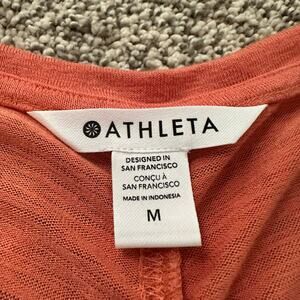 ATHLETA
DESIGNED IN
SAN FRANCISCO
CONÇU À
SAN FRANCISCO
MADE IN INDONESIA
M